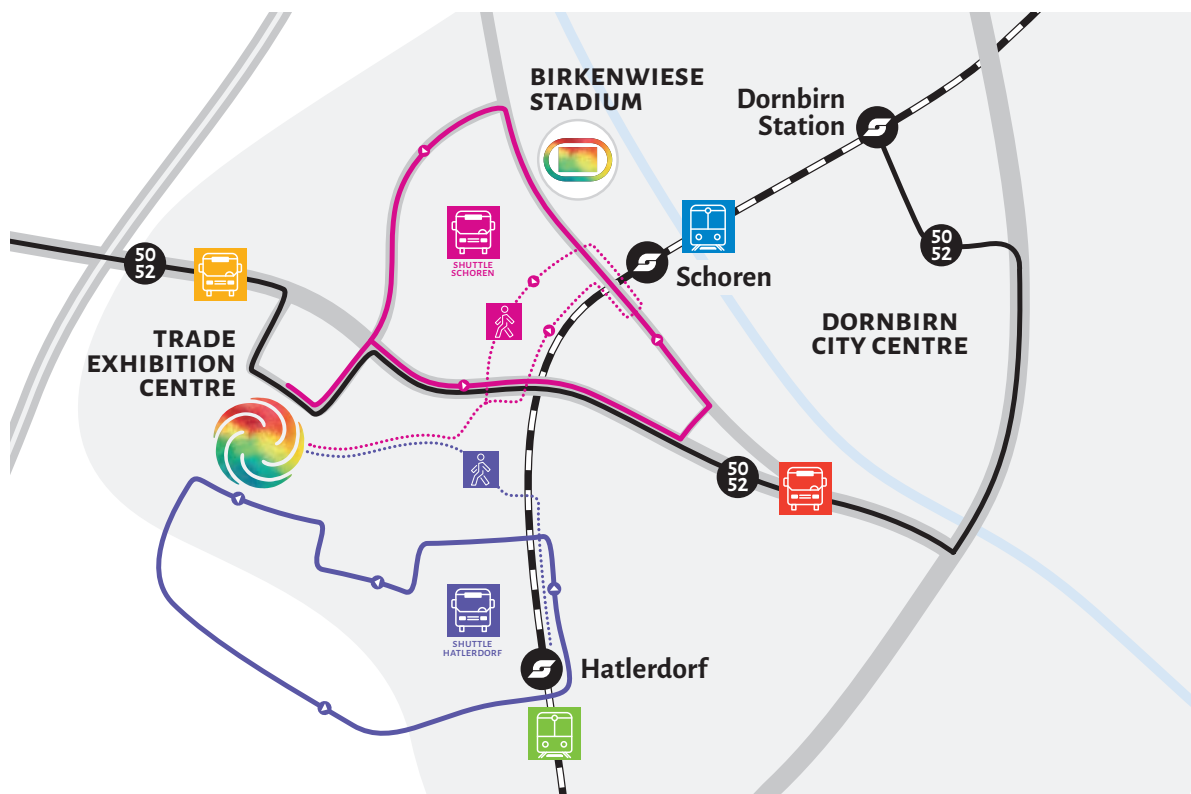 BIRKENWIESE
STADIUM
Dornbirn
Station
50
52
50
52
SHUTTLE
SCHOREN
Schoren
TRADE
EXHIBITION
CENTRE
DORNBIRN
CITY CENTRE
50
52
SHUTTLE
HATLERDORF
Hatlerdorf